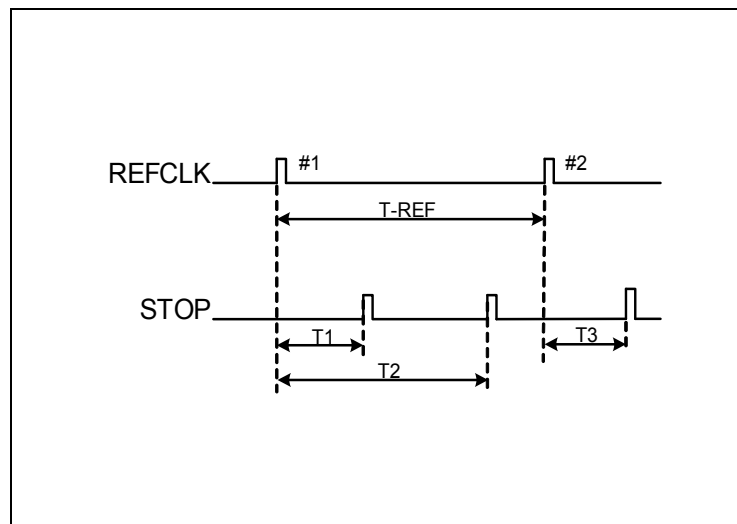 #1
#2
REFCLK
T-REF
STOP
T1
T3
T2